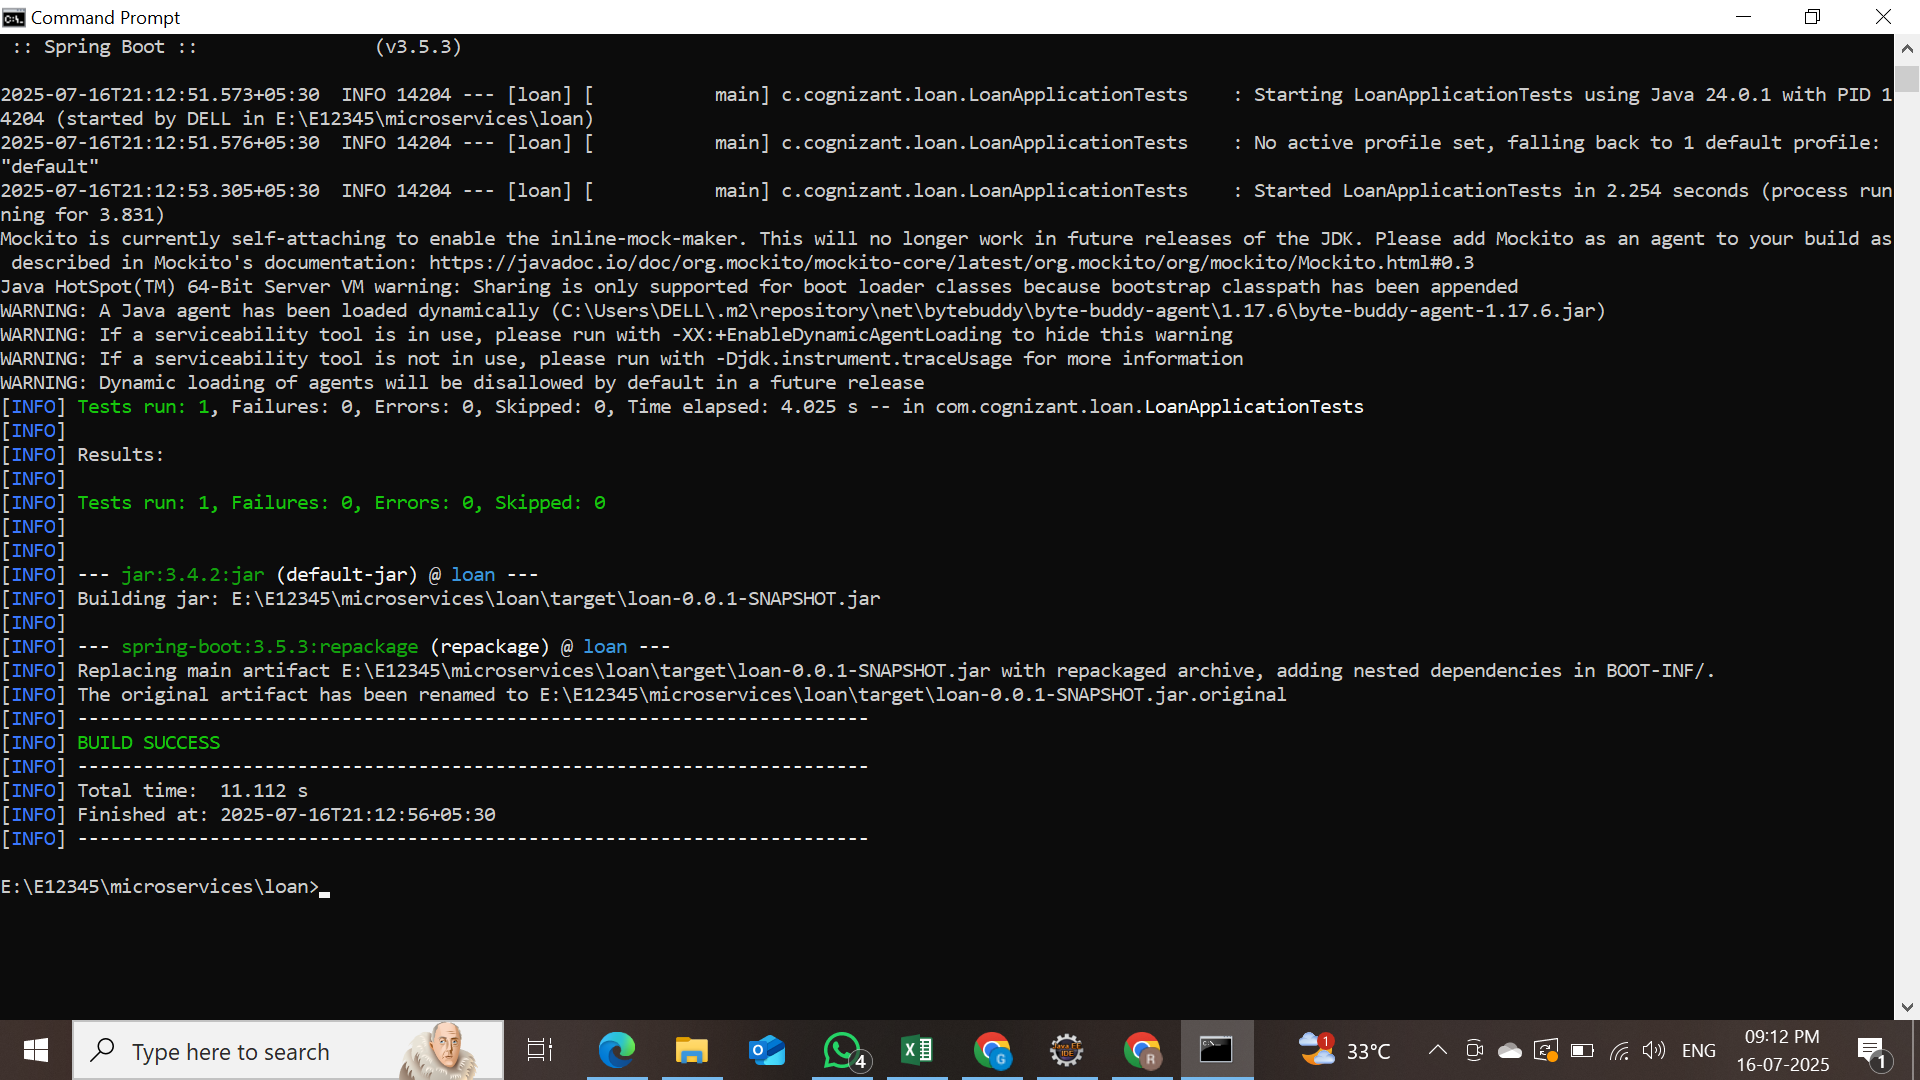 Command Prompt
:: Spring Boot ::                (v3.5.3)
2025-07-16T21:12:51.573+05:30  INFO 14204 --- [loan] [           main] c.cognizant.loan.LoanApplicationTests    : Starting LoanApplicationTests using Java 24.0.1 with PID 1
4204 (started by DELL in E:\E12345\microservices\loan)
2025-07-16T21:12:51.576+05:30  INFO 14204 --- [loan] [           main] c.cognizant.loan.LoanApplicationTests    : No active profile set, falling back to 1 default profile:
"default"
2025-07-16T21:12:53.305+05:30  INFO 14204 --- [loan] [           main] c.cognizant.loan.LoanApplicationTests    : Started LoanApplicationTests in 2.254 seconds (process run
ning for 3.831)
Mockito is currently self-attaching to enable the inline-mock-maker. This will no longer work in future releases of the JDK. Please add Mockito as an agent to your build as
described in Mockito's documentation: https://javadoc.io/doc/org.mockito/mockito-core/latest/org.mockito/org/mockito/Mockito.html#0.3
Java HotSpot(TM) 64-Bit Server VM warning: Sharing is only supported for boot loader classes because bootstrap classpath has been appended
WARNING: A Java agent has been loaded dynamically (C:\Users\DELL\.m2\repository\net\bytebuddy\byte-buddy-agent\1.17.6\byte-buddy-agent-1.17.6.jar)
WARNING: If a serviceability tool is in use, please run with -XX:+EnableDynamicAgentLoading to hide this warning
WARNING: If a serviceability tool is not in use, please run with -Djdk.instrument.traceUsage for more information
WARNING: Dynamic loading of agents will be disallowed by default in a future release
[INFO] Tests run: 1, Failures: 0, Errors: 0, Skipped: 0, Time elapsed: 4.025 s -- in com.cognizant.loan.LoanApplicationTests
[INFO]
[INFO] Results:
[INFO]
[INFO] Tests run: 1, Failures: 0, Errors: 0, Skipped: 0
[INFO]
[INFO]
[INFO] --- jar:3.4.2:jar (default-jar) @ loan ---
[INFO] Building jar: E:\E12345\microservices\loan\target\loan-0.0.1-SNAPSHOT.jar
[INFO]
[INFO] --- spring-boot:3.5.3:repackage (repackage) @ loan ---
[INFO] Replacing main artifact E:\E12345\microservices\loan\target\loan-0.0.1-SNAPSHOT.jar with repackaged archive, adding nested dependencies in BOOT-INF/.
[INFO] The original artifact has been renamed to E:\E12345\microservices\loan\target\loan-0.0.1-SNAPSHOT.jar.original
[INFO] ------------------------------------------------------------------------
[INFO] BUILD SUCCESS
[INFO] ------------------------------------------------------------------------
[INFO] Total time:  11.112 s
[INFO] Finished at: 2025-07-16T21:12:56+05:30
[INFO] ------------------------------------------------------------------------
E:\E12345\microservices\loan>
Type here to search
4
G
Java EE
IDE
R
1
33°C
ENG
09:12 PM
16-07-2025
1